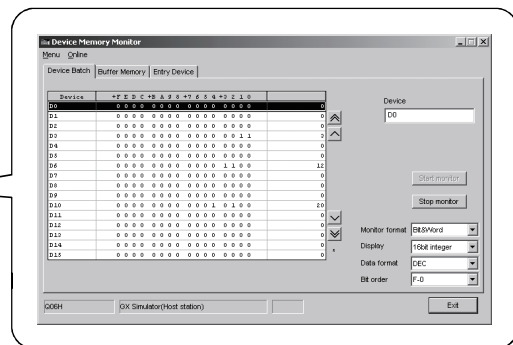 Device Memory Monitor
Menu Online
Device Batch Buffer Memory Entry Device
Device +F E D C +B A 9 8 +7 6 5 4 +3 2 1 0
D0 0 0 0 0 0 0 0 0 0 0 0 0 0 0 0 0 0
D1 0 0 0 0 0 0 0 0 0 0 0 0 0 0 0 0 0
D2 0 0 0 0 0 0 0 0 0 0 0 0 0 0 0 0 0
D3 0 0 0 0 0 0 0 0 0 0 0 0 0 0 1 1 3
D4 0 0 0 0 0 0 0 0 0 0 0 0 0 0 0 0 0
D5 0 0 0 0 0 0 0 0 0 0 0 0 0 0 0 0 0
D6 0 0 0 0 0 0 0 0 0 0 0 0 1 1 0 0 12
D7 0 0 0 0 0 0 0 0 0 0 0 0 0 0 0 0 0
D8 0 0 0 0 0 0 0 0 0 0 0 0 0 0 0 0 0
D9 0 0 0 0 0 0 0 0 0 0 0 0 0 0 0 0 0
D10 0 0 0 0 0 0 0 0 0 0 0 1 0 1 0 0 20
D11 0 0 0 0 0 0 0 0 0 0 0 0 0 0 0 0 0
D12 0 0 0 0 0 0 0 0 0 0 0 0 0 0 0 0 0
D13 0 0 0 0 0 0 0 0 0 0 0 0 0 0 0 0 0
D14 0 0 0 0 0 0 0 0 0 0 0 0 0 0 0 0 0
D15 0 0 0 0 0 0 0 0 0 0 0 0 0 0 0 0 0
Device
D0
Start monitor
Stop monitor
Monitor format Bit&Word
Display 16bit integer
Data format DEC
Bit order F-0
Q06H GX Simulator(Host station) Exit